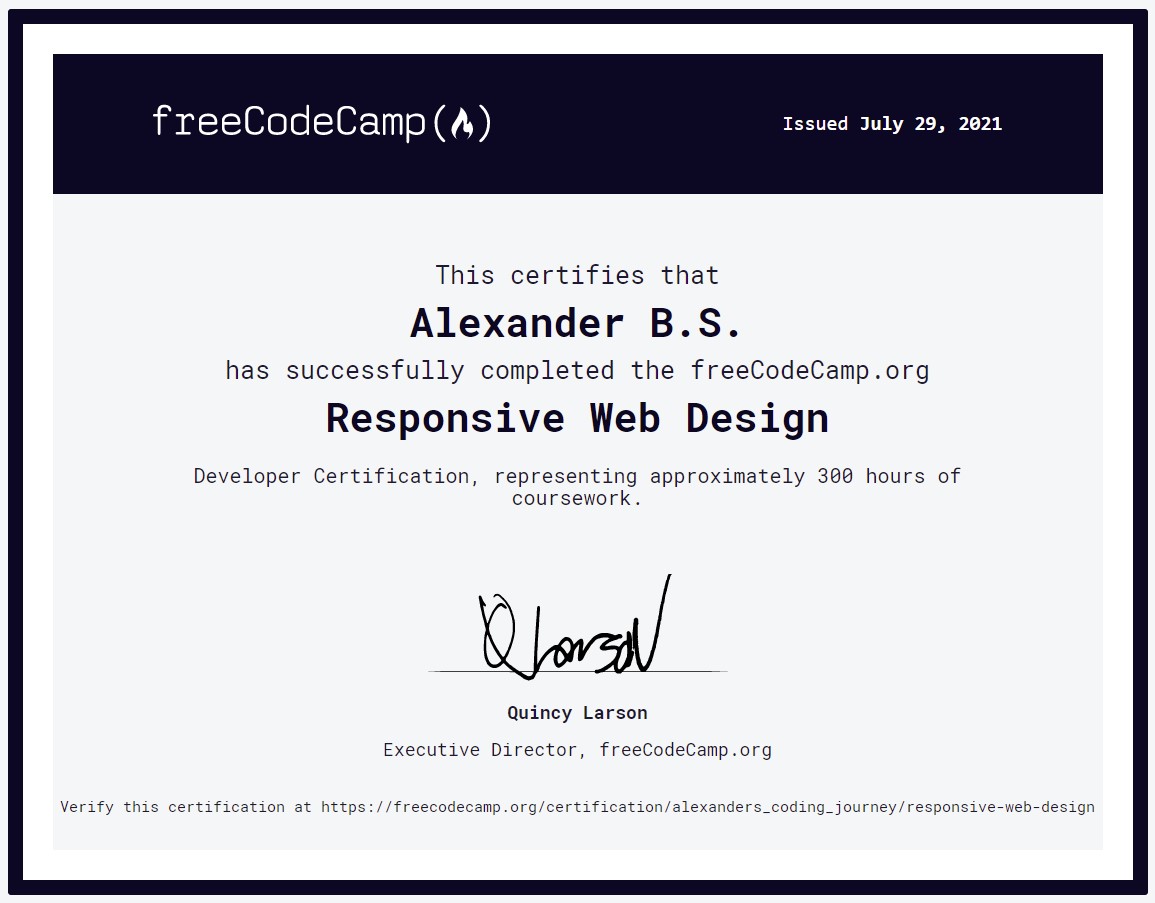 freeCodeCamp(🔥)
Issued July 29, 2021
This certifies that
Alexander B.S.
has successfully completed the freeCodeCamp.org
Responsive Web Design
Developer Certification, representing approximately 300 hours of
coursework.
Q Larson
Quincy Larson
Executive Director, freeCodeCamp.org
Verify this certification at https://freecodecamp.org/certification/alexanders_coding_journey/responsive-web-design